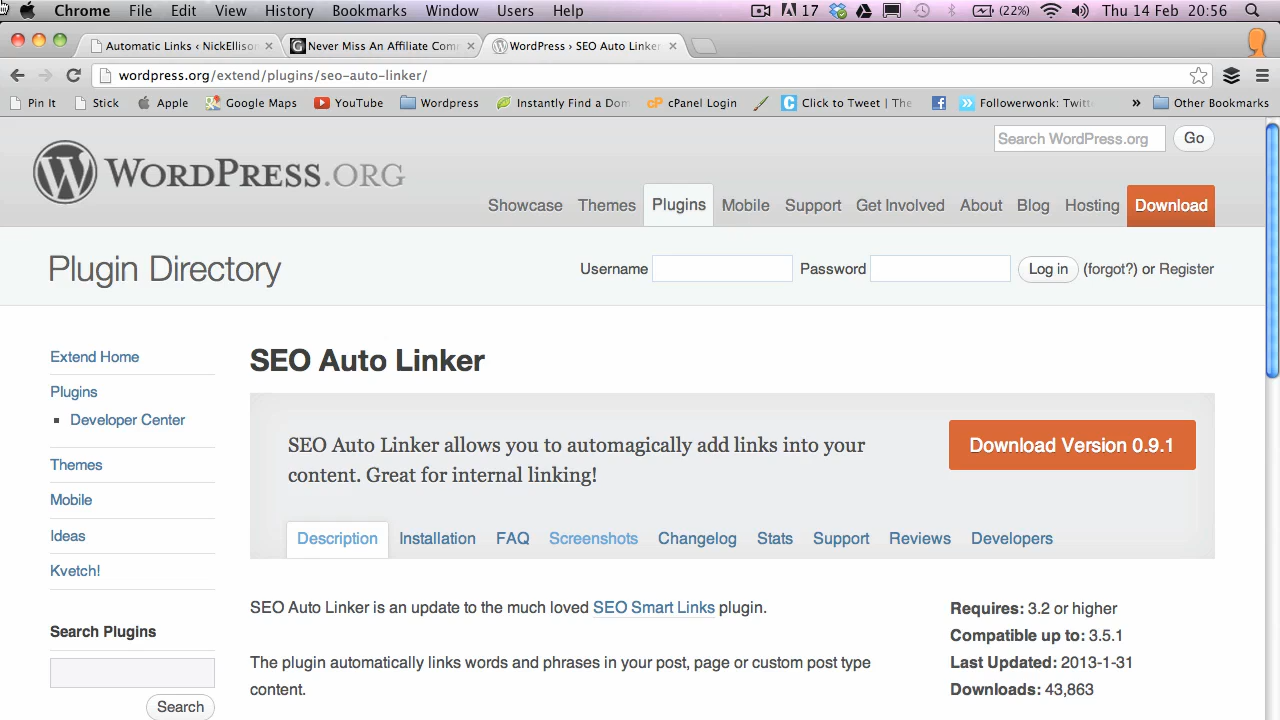 Chrome File Edit View History Bookmarks Window Users Help 17 (22%) Thu 14 Feb 20:56
Automatic Links ‹ NickEllison Never Miss An Affiliate Com WordPress › SEO Auto Linker
wordpress.org/extend/plugins/seo-auto-linker/
Pin It Stick Apple Google Maps YouTube Wordpress Instantly Find a Dom cPanel Login Click to Tweet | The Followerwonk: Twitt » Other Bookmarks
Search WordPress.org Go
WORDPRESS.ORG
Showcase Themes Plugins Mobile Support Get Involved About Blog Hosting Download
Plugin Directory Username Password Log in (forgot?) or Register
Extend Home
Plugins
Developer Center
Themes
Mobile
Ideas
Kvetch!
Search Plugins
Search
SEO Auto Linker
SEO Auto Linker allows you to automagically add links into your
content. Great for internal linking!
Download Version 0.9.1
Description Installation FAQ Screenshots Changelog Stats Support Reviews Developers
SEO Auto Linker is an update to the much loved SEO Smart Links plugin.
The plugin automatically links words and phrases in your post, page or custom post type
content.
Requires: 3.2 or higher
Compatible up to: 3.5.1
Last Updated: 2013-1-31
Downloads: 43,863